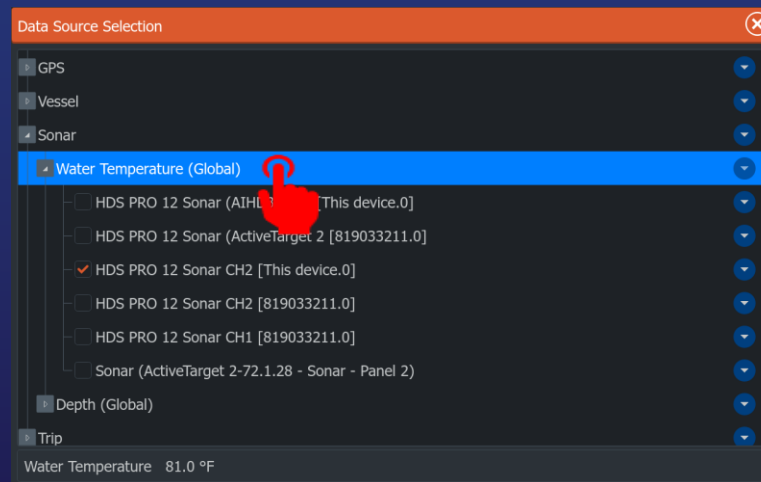 Data Source Selection
GPS
Vessel
Sonar
Water Temperature (Global)
HDS PRO 12 Sonar [This device.0]
HDS PRO 12 Sonar (ActiveTarget 2 [819033211.0]
HDS PRO 12 Sonar CH2 [This device.0]
HDS PRO 12 Sonar CH2 [819033211.0]
HDS PRO 12 Sonar CH1 [819033211.0]
Sonar (ActiveTarget 2-72.1.28 - Sonar - Panel 2)
Depth (Global)
Trip
Water Temperature 81.0 °F